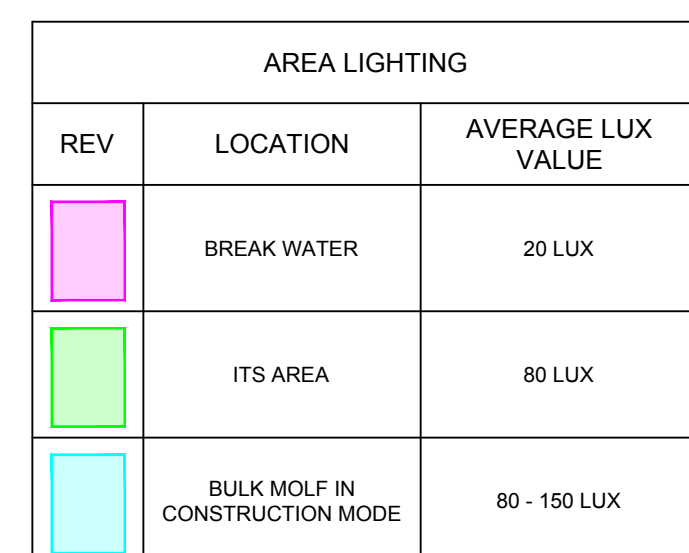 AREA LIGHTING
REV
LOCATION
AVERAGE LUX
VALUE
BREAK WATER
20 LUX
ITS AREA
80 LUX
BULK MOLF IN
CONSTRUCTION MODE
80 - 150 LUX